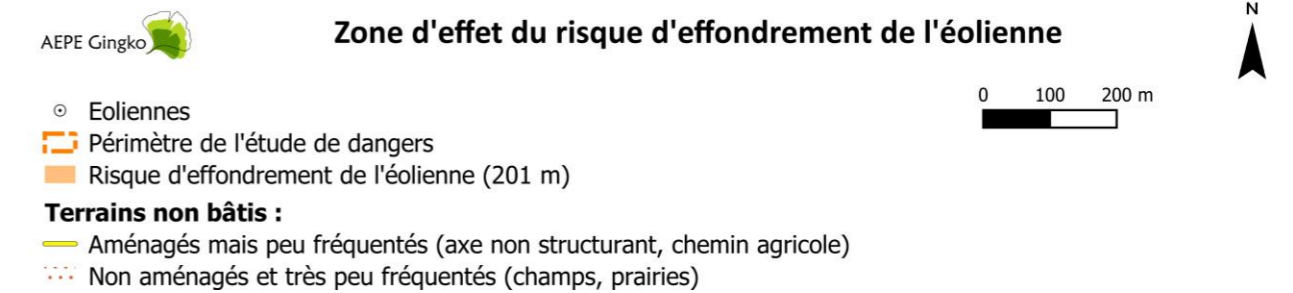 N
AEPE Gingko
Zone d'effet du risque d'effondrement de l'éolienne
0 100 200 m
Eoliennes
Périmètre de l'étude de dangers
Risque d'effondrement de l'éolienne (201 m)
Terrains non bâtis :
Aménagés mais peu fréquentés (axe non structurant, chemin agricole)
Non aménagés et très peu fréquentés (champs, prairies)